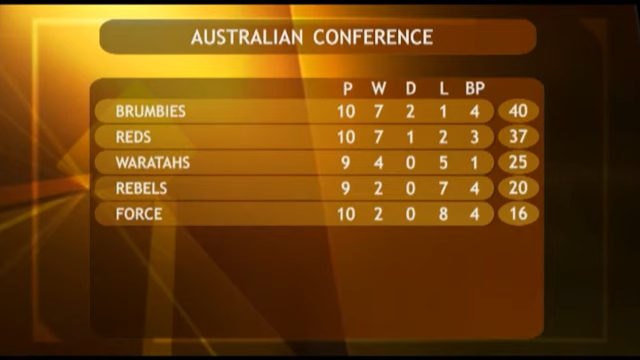 AUSTRALIAN CONFERENCE
P W D L BP
BRUMBIES 10 7 2 1 4 40
REDS 10 7 1 2 3 37
WARATAHS 9 4 0 5 1 25
REBELS 9 2 0 7 4 20
FORCE 10 2 0 8 4 16